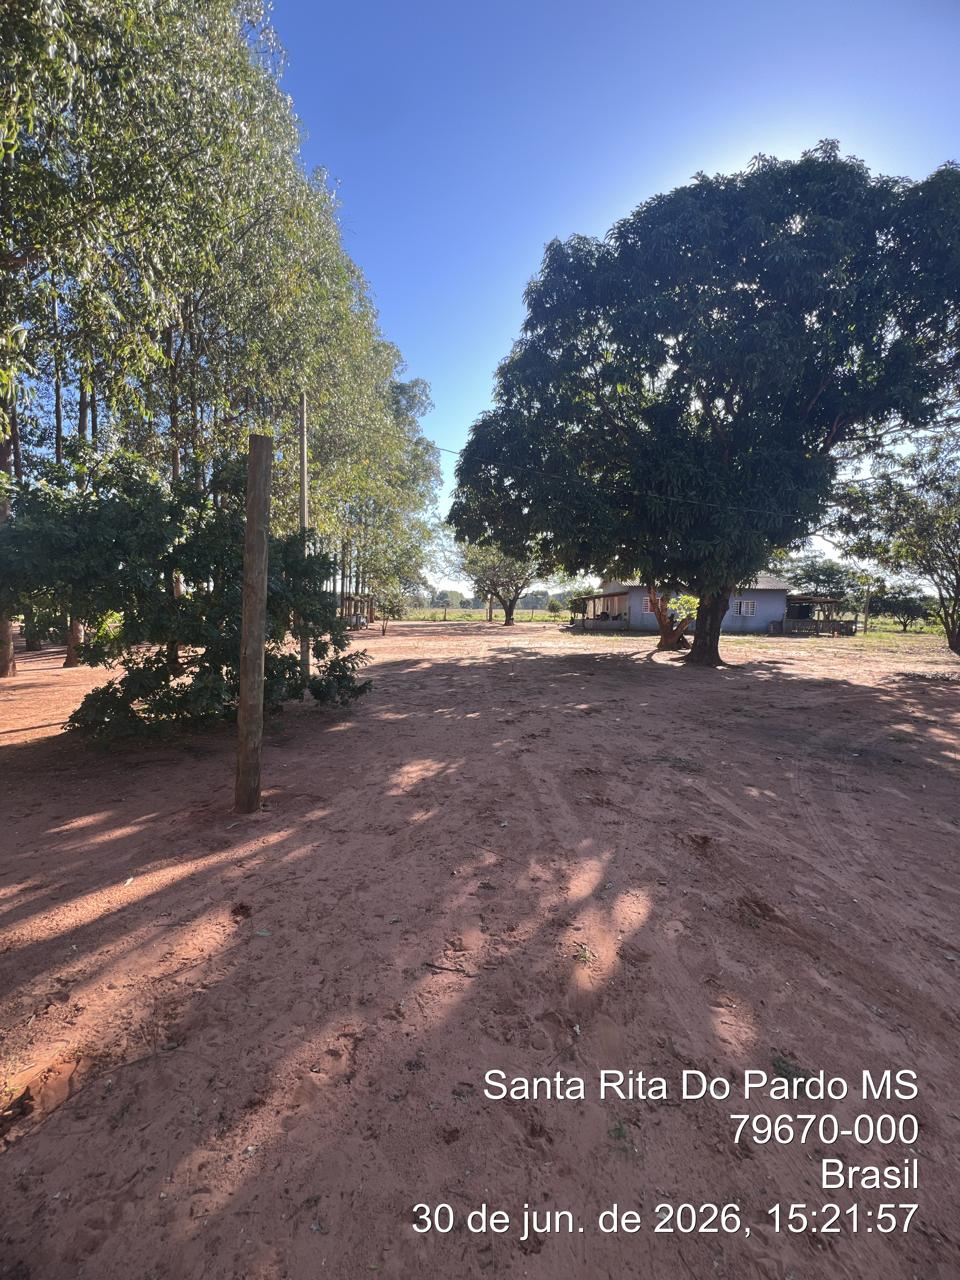 Santa Rita Do Pardo MS
79670-000
Brasil
30 de jun. de 2026, 15:21:57